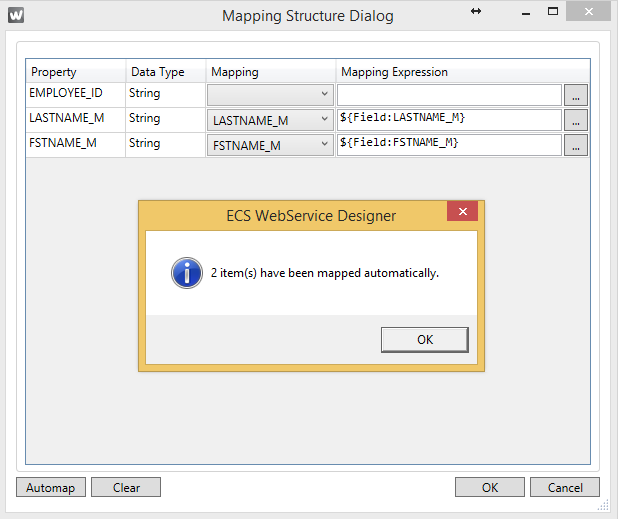 W Mapping Structure Dialog
Property Data Type Mapping Mapping Expression
EMPLOYEE_ID String ...
LASTNAME_M String LASTNAME_M ${Field:LASTNAME_M} ...
FSTNAME_M String FSTNAME_M ${Field:FSTNAME_M} ...
ECS WebService Designer
2 item(s) have been mapped automatically.
OK
Automap Clear OK Cancel